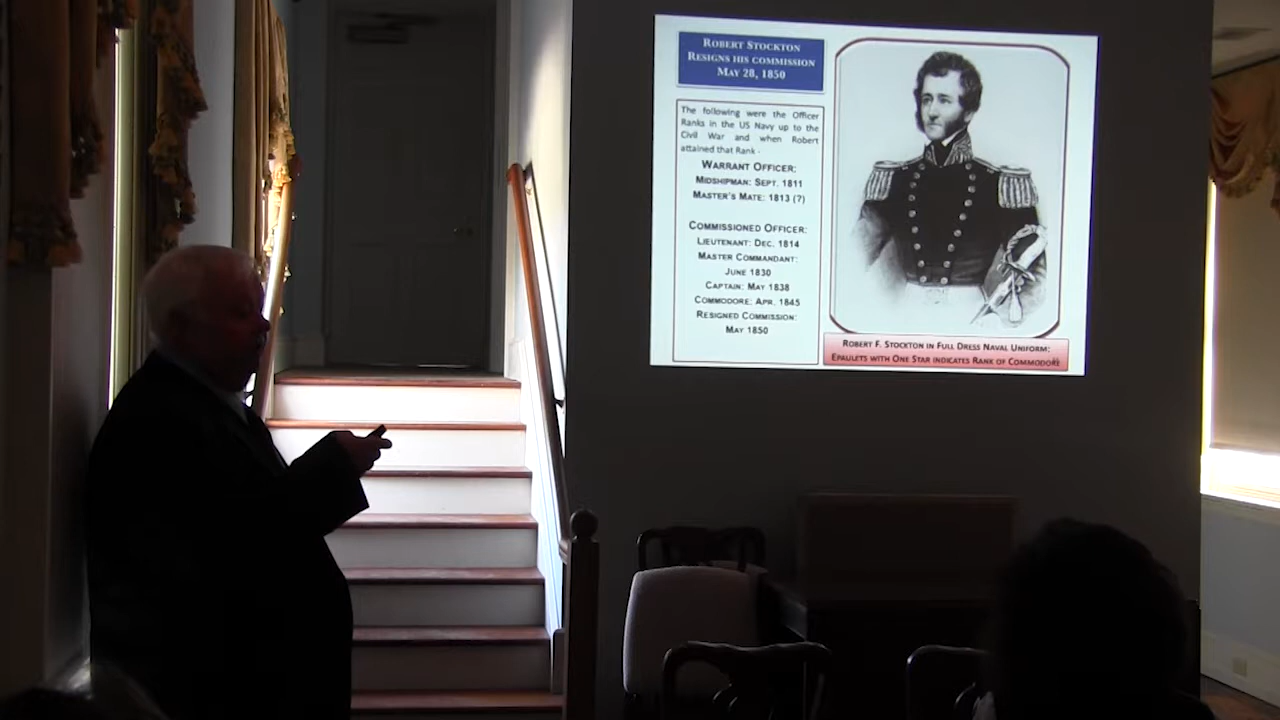 ROBERT STOCKTON
RESIGNS HIS COMMISSION
MAY 28, 1850
The following were the Officer
Ranks in the US Navy up to the
Civil War and when Robert
attained that Rank -
WARRANT OFFICER:
MIDSHIPMAN: SEPT. 1811
MASTER'S MATE: 1813 (?)
COMMISSIONED OFFICER:
LIEUTENANT: DEC. 1814
MASTER COMMANDANT:
JUNE 1830
CAPTAIN: MAY 1838
COMMODORE: APR. 1845
RESIGNED COMMISSION:
MAY 1850
ROBERT F. STOCKTON IN FULL DRESS NAVAL UNIFORM;
EPAULETS WITH ONE STAR INDICATES RANK OF COMMODORE